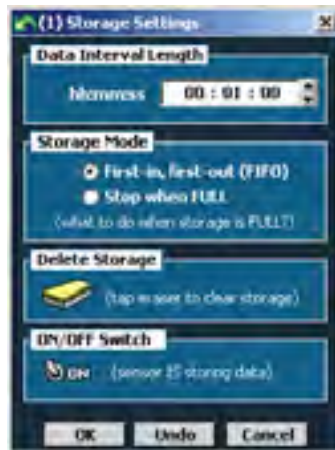 (1) Storage Settings
Data Interval Length
hh:mm:ss 00 : 01 : 00
Storage Mode
First-in, first-out (FIFO)
Stop when FULL
(what to do when storage is FULL?)
Delete Storage
(tap eraser to clear storage)
ON/OFF Switch
ON (sensor IS storing data)
OK Undo Cancel